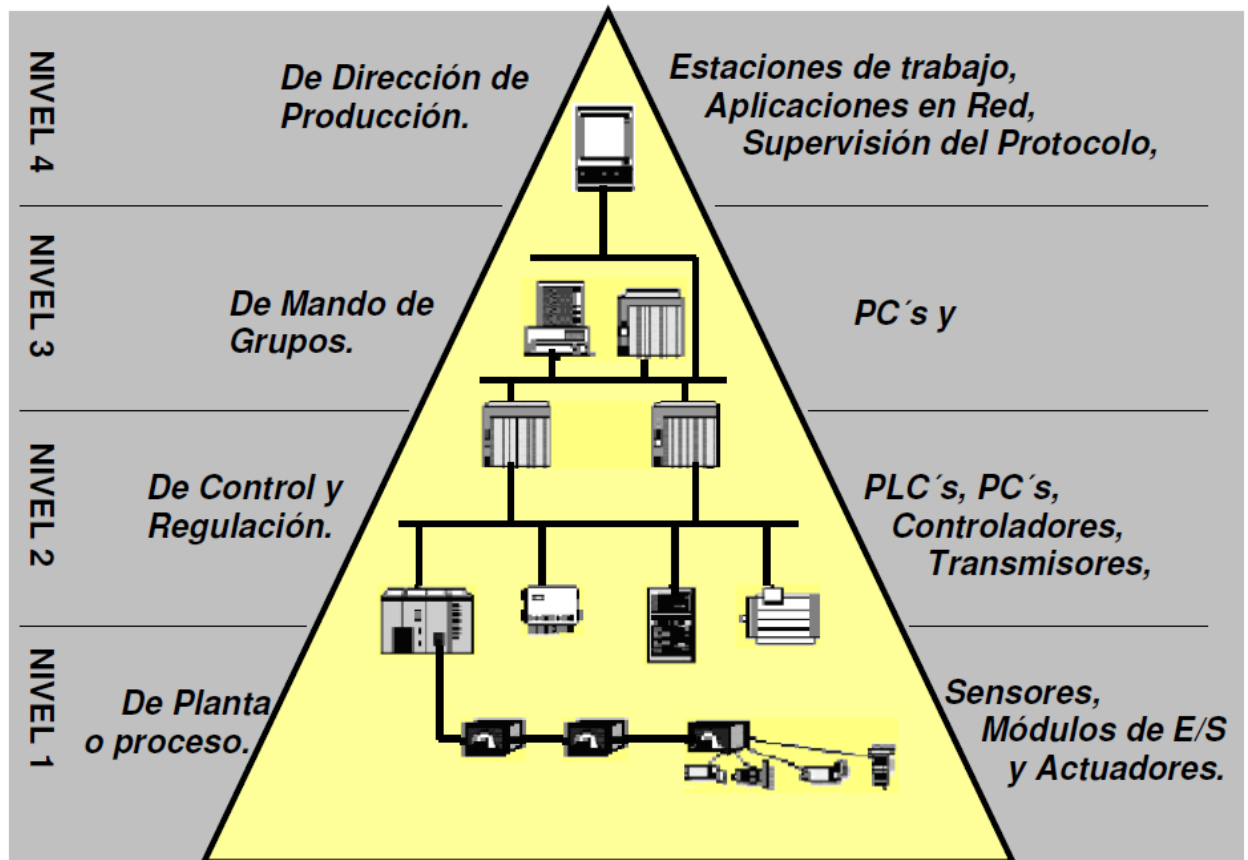 NIVEL 4
De Dirección de
Producción.
Estaciones de trabajo,
Aplicaciones en Red,
Supervisión del Protocolo,
NIVEL 3
De Mando de
Grupos.
PC´s y
NIVEL 2
De Control y
Regulación.
PLC´s, PC´s,
Controladores,
Transmisores,
NIVEL 1
De Planta
o proceso.
Sensores,
Módulos de E/S
y Actuadores.